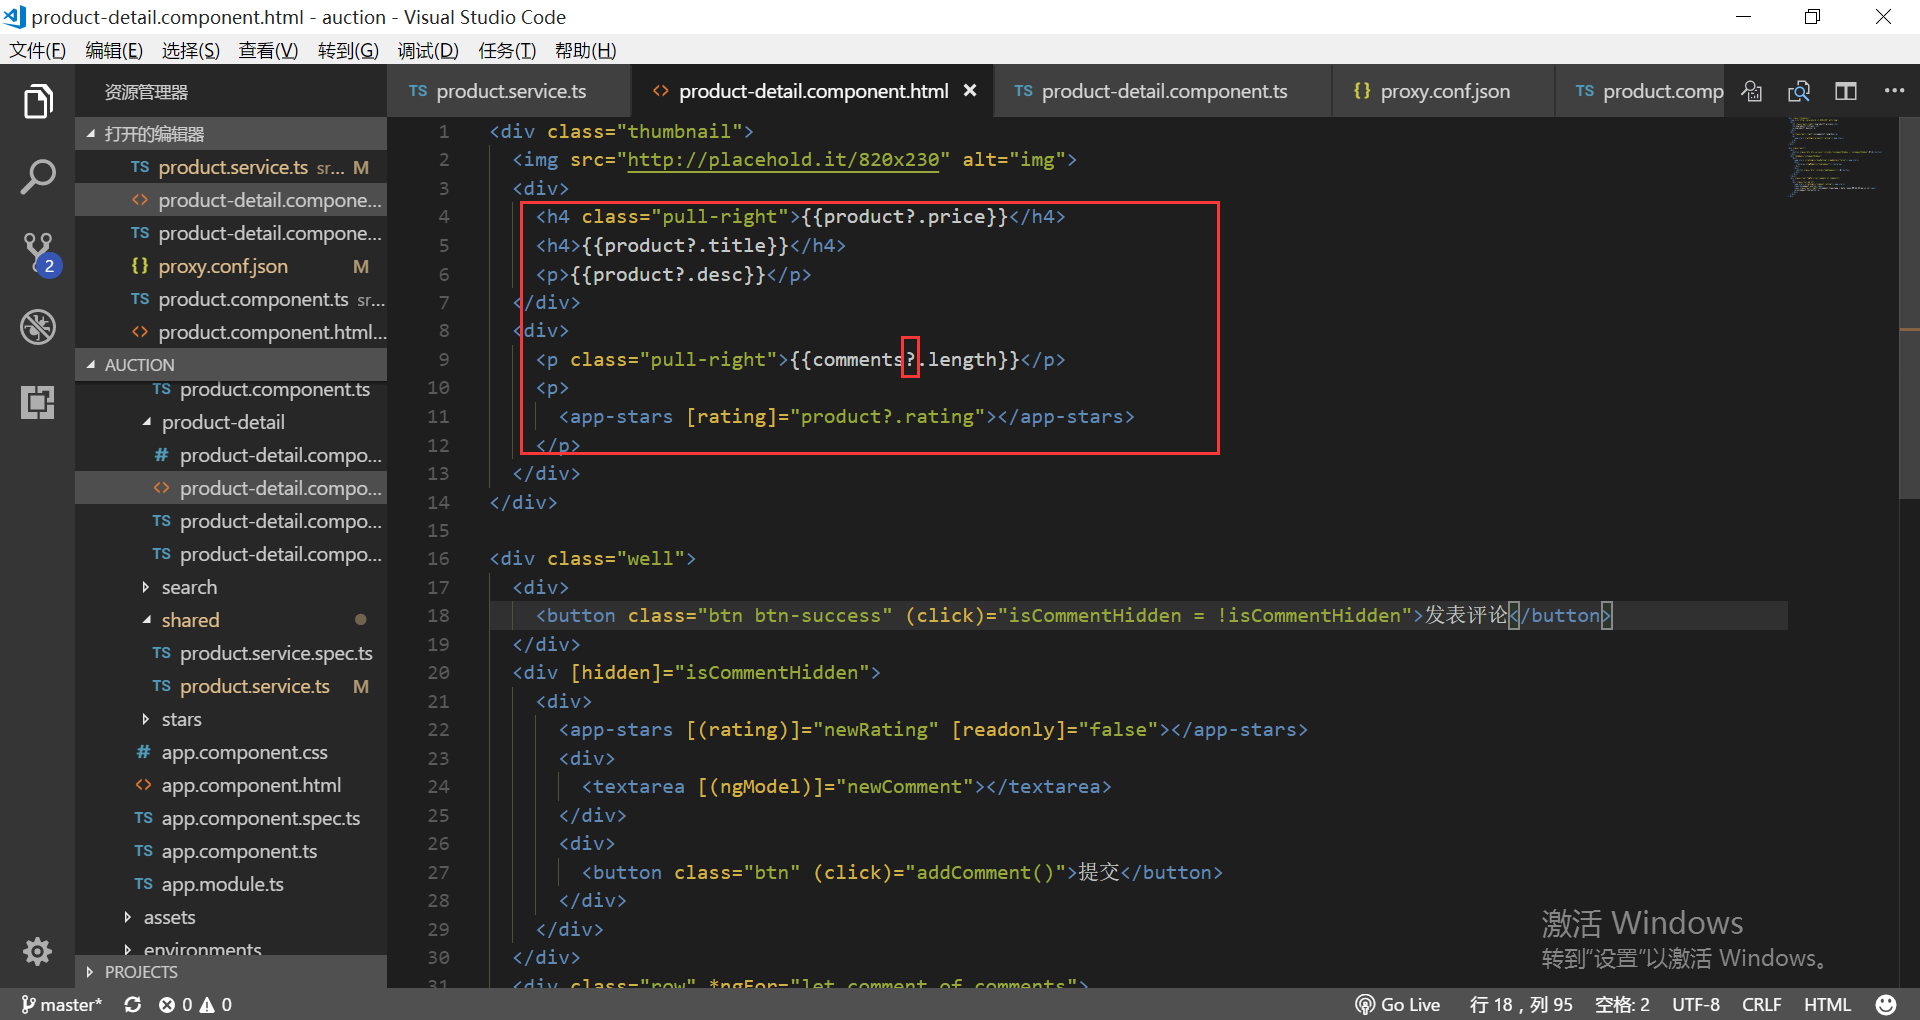 product-detail.component.html - auction - Visual Studio Code
文件(F) 编辑(E) 选择(S) 查看(V) 转到(G) 调试(D) 任务(T) 帮助(H)
资源管理器
TS product.service.ts
<> product-detail.component.html
TS product-detail.component.ts
{} proxy.conf.json
TS product.comp
打开的编辑器
TS product.service.ts sr... M
<> product-detail.compone...
TS product-detail.compone...
{} proxy.conf.json M
TS product.component.ts sr...
<> product.component.html...
2
AUCTION
TS product.component.ts
product-detail
# product-detail.compo...
<> product-detail.compo...
TS product-detail.compo...
TS product-detail.compo...
search
shared
TS product.service.spec.ts
TS product.service.ts M
stars
# app.component.css
<> app.component.html
TS app.component.spec.ts
TS app.component.ts
TS app.module.ts
assets
environments
PROJECTS
1 <div class="thumbnail">
2 <img src="http://placehold.it/820x230" alt="img">
3 <div>
4 <h4 class="pull-right">{{product?.price}}</h4>
5 <h4>{{product?.title}}</h4>
6 <p>{{product?.desc}}</p>
7 </div>
8 <div>
9 <p class="pull-right">{{comments?.length}}</p>
10 <p>
11 <app-stars [rating]="product?.rating"></app-stars>
12 </p>
13 </div>
14 </div>
15
16 <div class="well">
17 <div>
18 <button class="btn btn-success" (click)="isCommentHidden = !isCommentHidden">发表评论</button>
19 </div>
20 <div [hidden]="isCommentHidden">
21 <div>
22 <app-stars [(rating)]="newRating" [readonly]="false"></app-stars>
23 <div>
24 <textarea [(ngModel)]="newComment"></textarea>
25 </div>
26 <div>
27 <button class="btn" (click)="addComment()">提交</button>
28 </div>
29 </div>
30 </div>
31 <div class="row" *ngFor="let comment of comments">
激活 Windows
转到"设置"以激活 Windows。
master* 0 0 Go Live 行 18，列 95 空格: 2 UTF-8 CRLF HTML